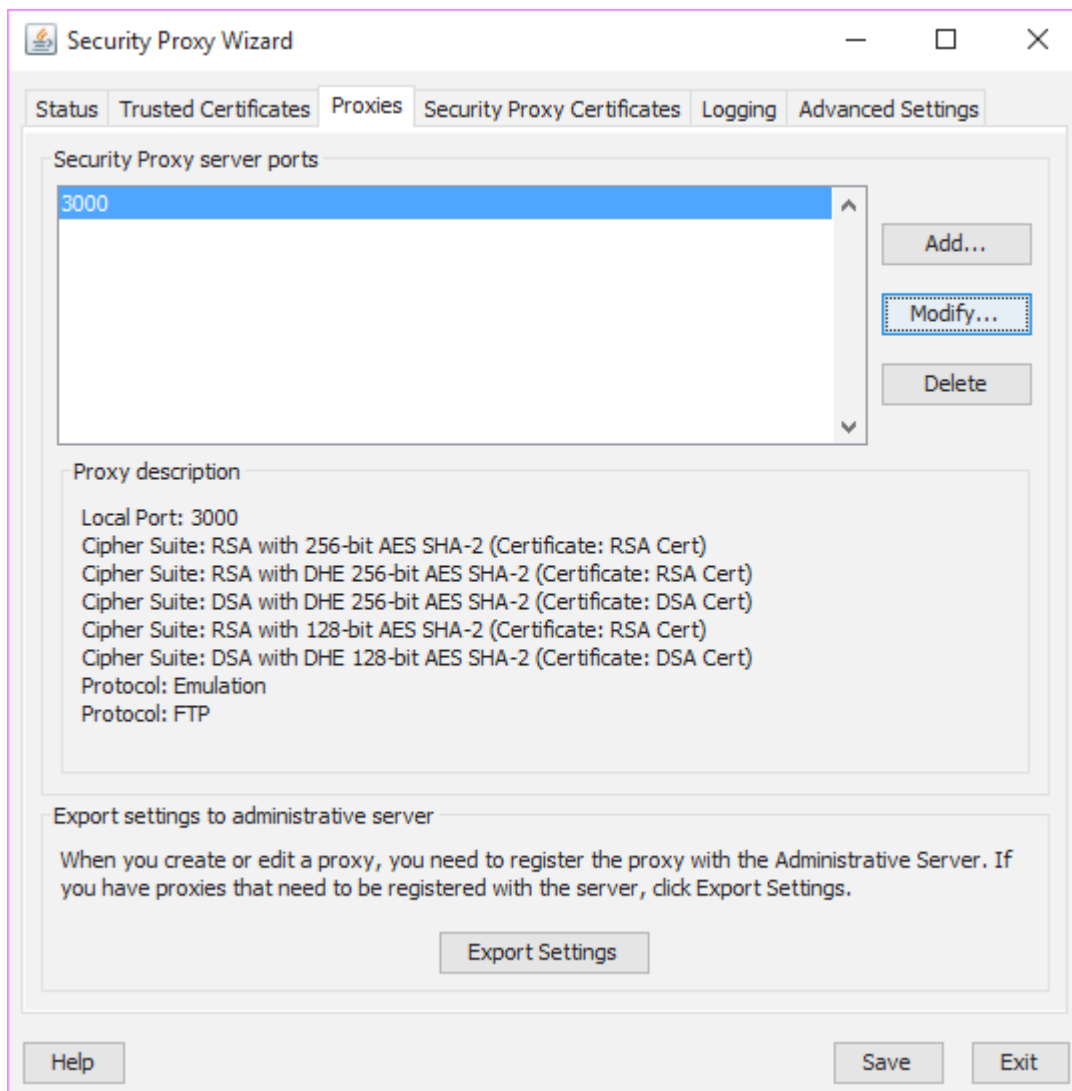 Security Proxy Wizard
Status Trusted Certificates Proxies Security Proxy Certificates Logging Advanced Settings
Security Proxy server ports
3000
Add...
Modify...
Delete
Proxy description
Local Port: 3000
Cipher Suite: RSA with 256-bit AES SHA-2 (Certificate: RSA Cert)
Cipher Suite: RSA with DHE 256-bit AES SHA-2 (Certificate: RSA Cert)
Cipher Suite: DSA with DHE 256-bit AES SHA-2 (Certificate: DSA Cert)
Cipher Suite: RSA with 128-bit AES SHA-2 (Certificate: RSA Cert)
Cipher Suite: DSA with DHE 128-bit AES SHA-2 (Certificate: DSA Cert)
Protocol: Emulation
Protocol: FTP
Export settings to administrative server
When you create or edit a proxy, you need to register the proxy with the Administrative Server. If
you have proxies that need to be registered with the server, click Export Settings.
Export Settings
Help Save Exit